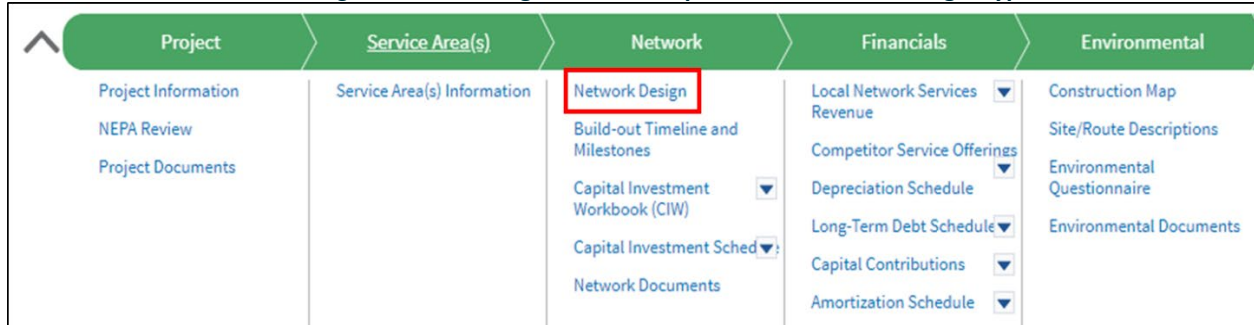 Project
Service Area(s)
Network
Financials
Environmental
Project Information
NEPA Review
Project Documents
Service Area(s) Information
Network Design
Build-out Timeline and
Milestones
Capital Investment
Workbook (CIW)
Capital Investment Sched
Network Documents
Local Network Services
Revenue
Competitor Service Offerings
Depreciation Schedule
Long-Term Debt Schedule
Capital Contributions
Amortization Schedule
Construction Map
Site/Route Descriptions
Environmental
Questionnaire
Environmental Documents